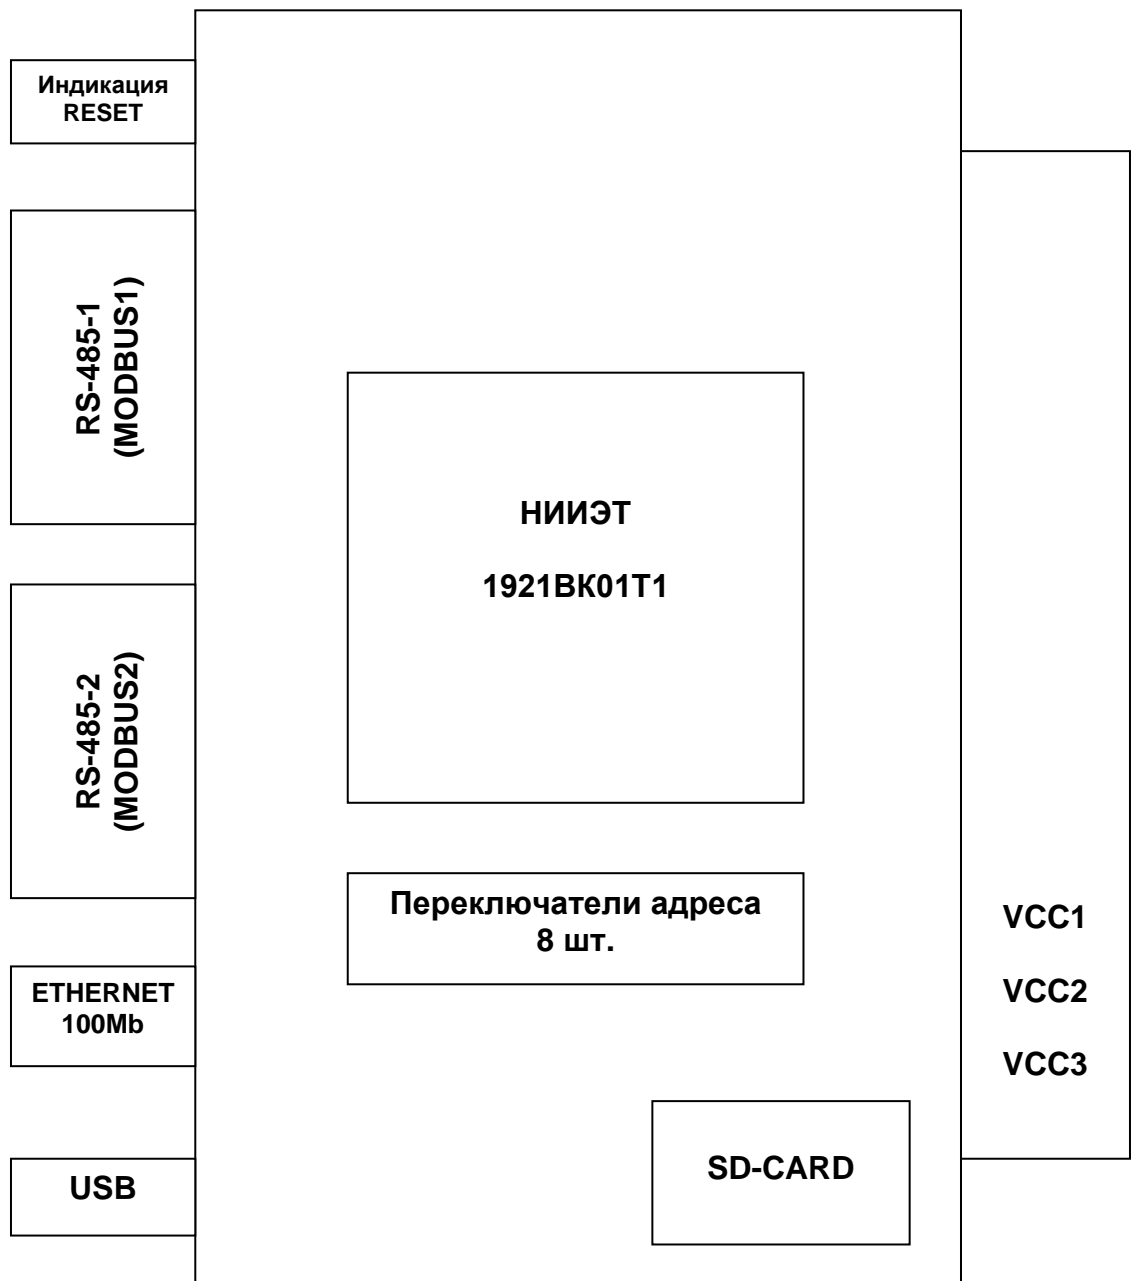 Индикация
RESET
RS-485-1
(MODBUS1)
НИИЭТ
1921ВК01Т1
RS-485-2
(MODBUS2)
Переключатели адреса
8 шт.
VCC1
VCC2
VCC3
ETHERNET
100Mb
SD-CARD
USB